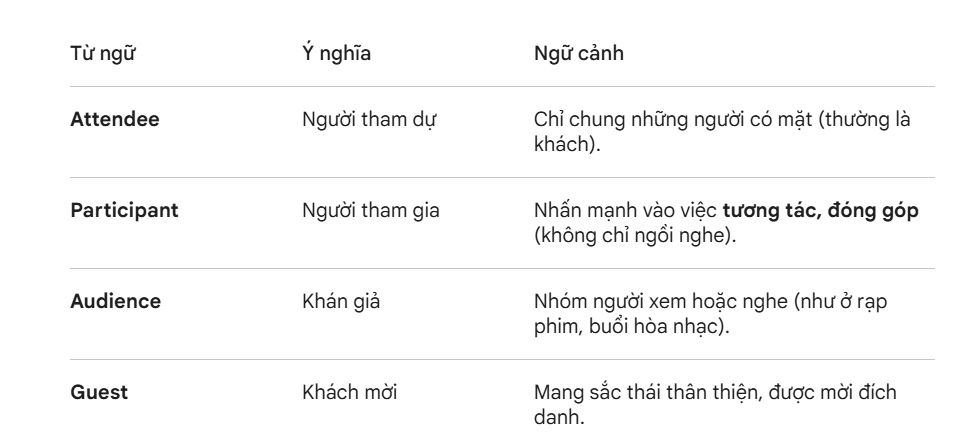 Từ ngữ Ý nghĩa Ngữ cảnh
Attendee Người tham dự Chỉ chung những người có mặt (thường là
khách).
Participant Người tham gia Nhấn mạnh vào việc tương tác, đóng góp
(không chỉ ngồi nghe).
Audience Khán giả Nhóm người xem hoặc nghe (như ở rạp
phim, buổi hòa nhạc).
Guest Khách mời Mang sắc thái thân thiện, được mời đích
danh.